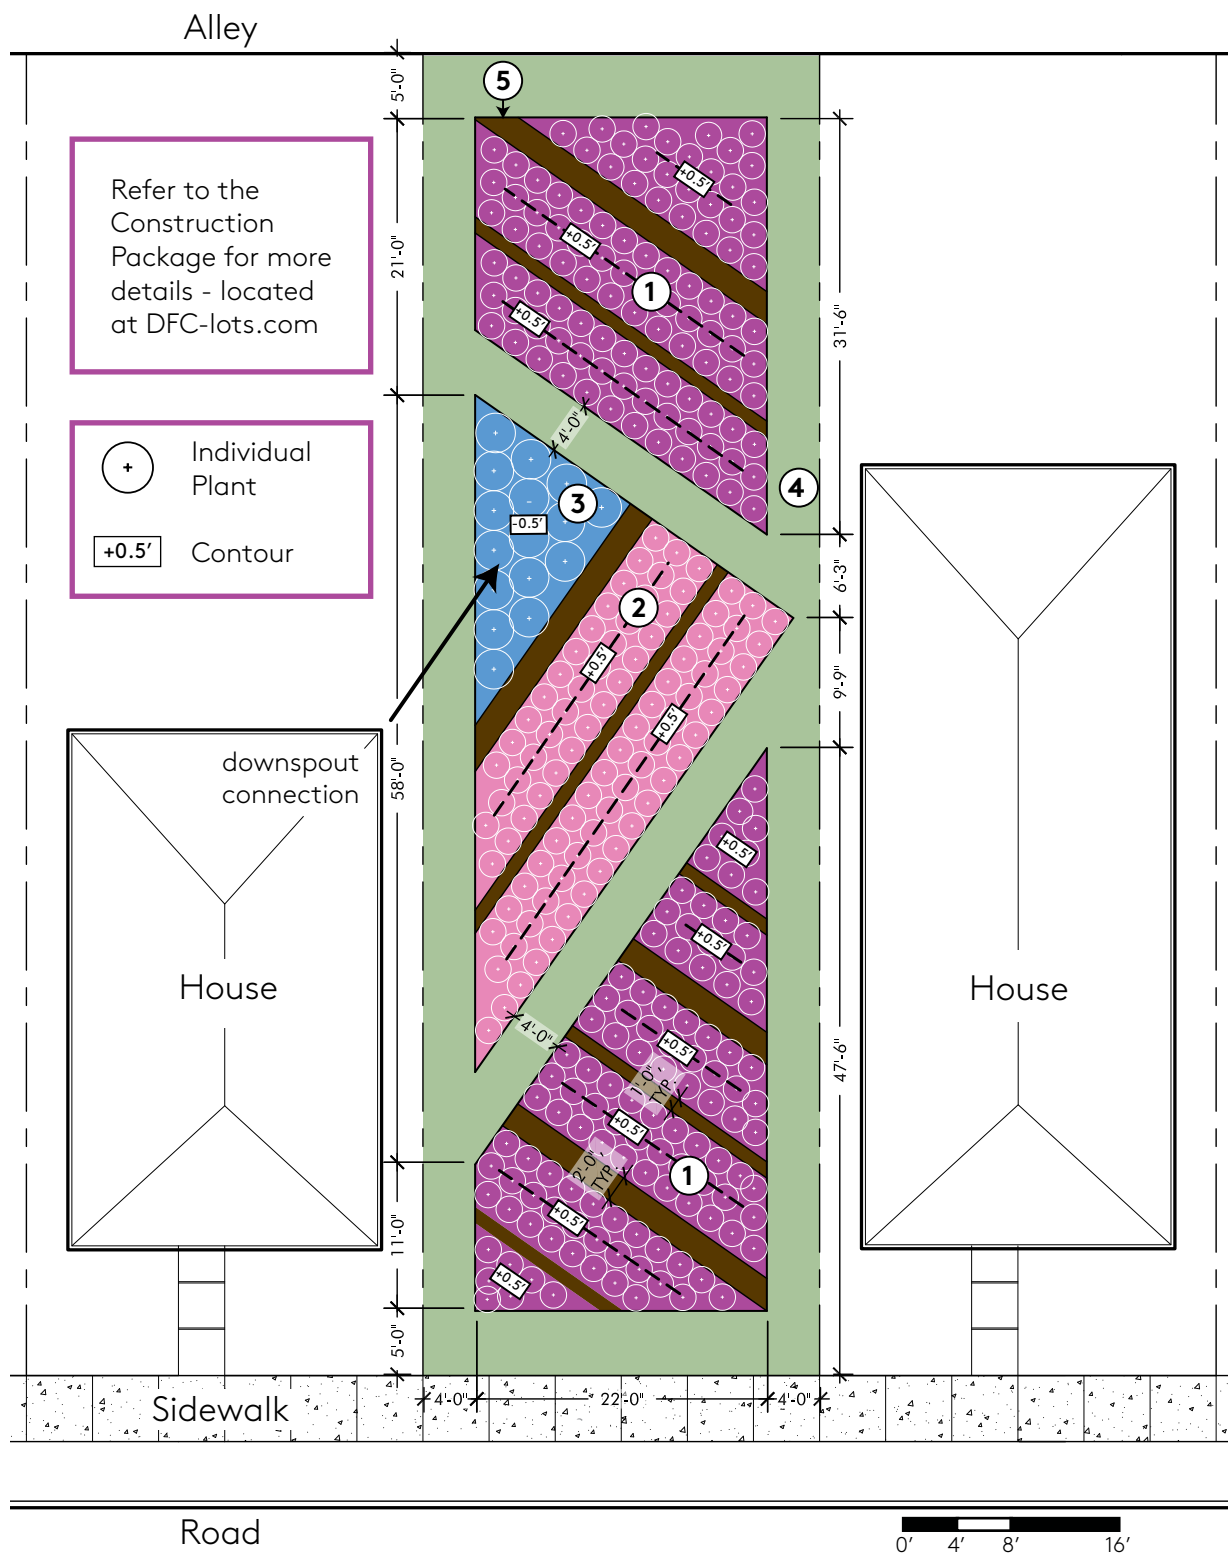 Alley
5
5'-0"
Refer to the
Construction
Package for more
details - located
at DFC-lots.com
+0.5'
+0.5'
1
21'-0"
+0.5'
31'-6"
4'-0"
Individual
Plant
4
3
-0.5'
+0.5'
Contour
6'-3"
2
+0.5'
9'-9"
+0.5'
downspout
connection
58'-0"
+0.5'
+0.5'
House
House
4'-0"
+0.5'
47'-6"
1'-0",
TYP.
+0.5'
2'-0",
TYP.
1
+0.5'
11'-0"
+0.5'
5'-0"
4'-0"
22'-0"
4'-0"
Sidewalk
Road
0'
4'
8'
16'